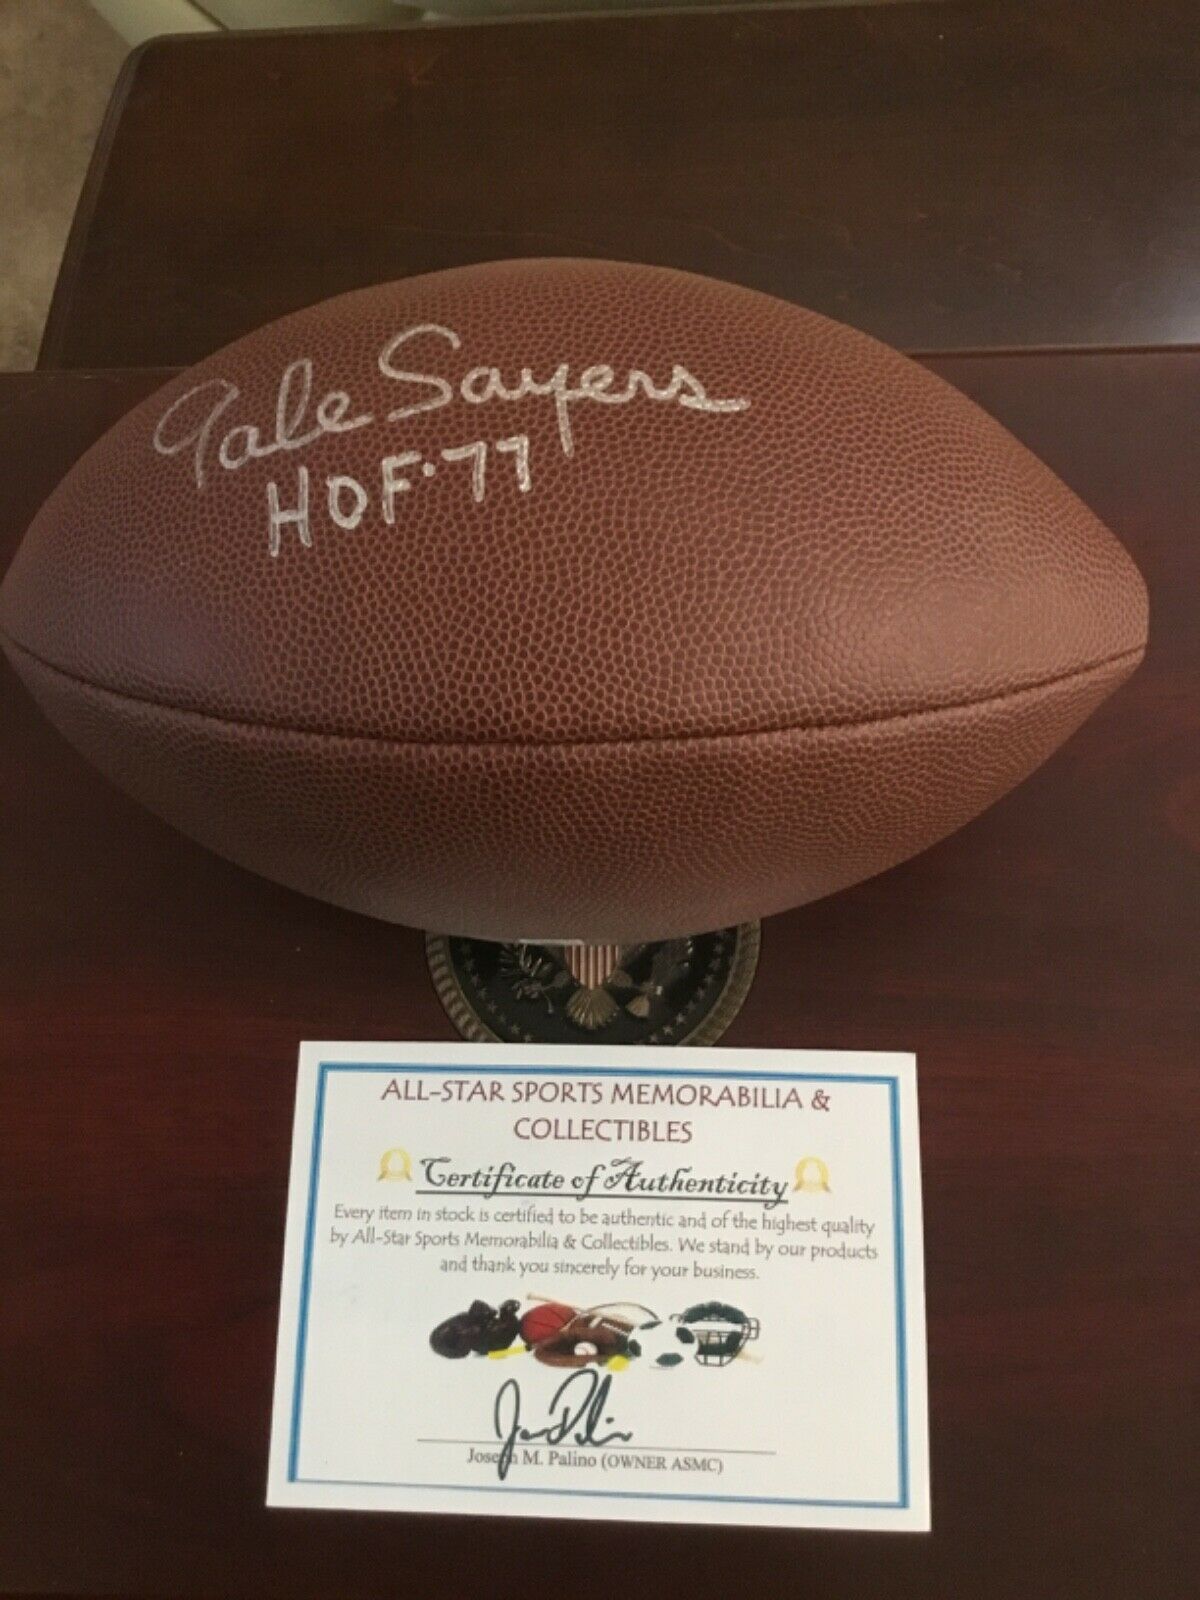 Gale Sayers
HOF·77
ALL-STAR SPORTS MEMORABILIA &
COLLECTIBLES
Certificate of Authenticity
Every item in stock is certified to be authentic and of the highest quality
by All-Star Sports Memorabilia & Collectibles. We stand by our products
and thank you sincerely for your business.
Joseph M. Palino (OWNER ASMC)